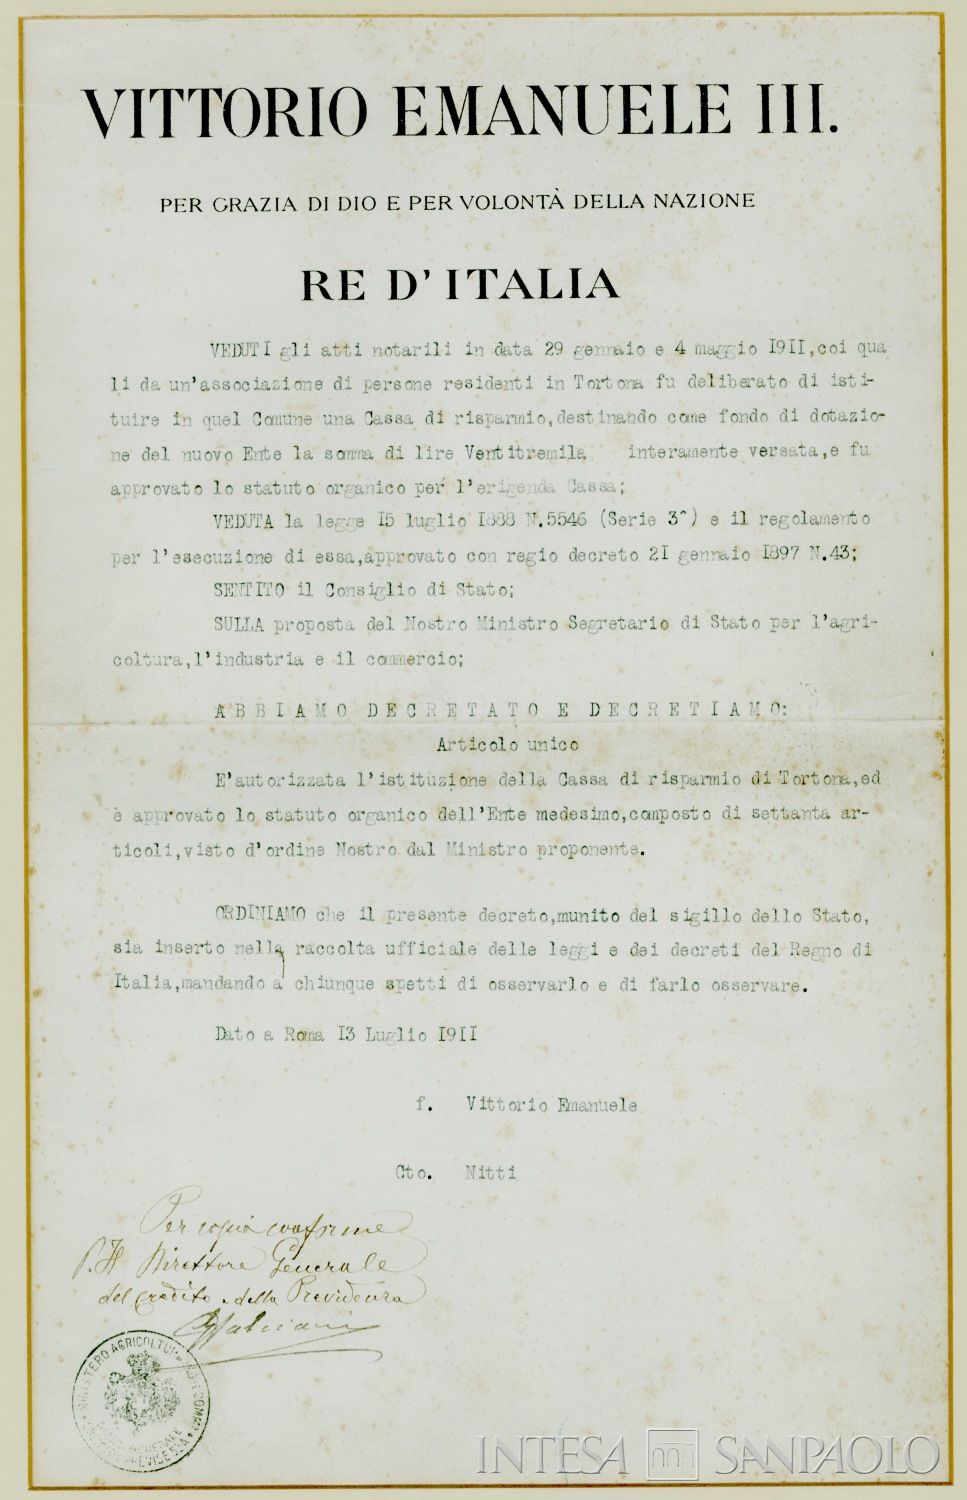 VITTORIO EMANUELE III.
PER GRAZIA DI DIO E PER VOLONTÀ DELLA NAZIONE
RE D'ITALIA
VEDUTI gli atti notarili in data 29 gennaio e 4 maggio I9II,coi qua
li da un'associazione di persone residenti in Tortona fu deliberato di isti-
tuire in quel Comune una Cassa di risparmio,destinando come fondo di dotazio-
ne del nuovo Ente la somma di lire Ventitremila interamente versata,e fu
approvato lo statuto organico per l'erigenda Cassa;
VEDUTA la legge I5 luglio I888 N.5546 (Serie 3^) e il regolamento
per l'esecuzione di essa,approvato con regio decreto 2I gennaio I897 N.43;
SENTITO il Consiglio di Stato;
SULLA proposta del Nostro Ministro Segretario di Stato per l'agri-
coltura,l'industria e il commercio;
ABBIAMO DECRETATO E DECRETIAMO:
Articolo unico
E'autorizzata l'istituzione della Cassa di risparmio di Tortona,ed
è approvato lo statuto organico dell'Ente medesimo,composto di settanta ar-
ticoli,visto d'ordine Nostro dal Ministro proponente.
ORDINIAMO che il presente decreto,munito del sigillo dello Stato,
sia inserto nella raccolta ufficiale delle leggi e dei decreti del Regno di
Italia,mandando a chiunque spetti di osservarlo e di farlo osservare.
Dato a Roma I3 Luglio I9II
f. Vittorio Emanuele
Cto. Nitti
Per copia conforme
P. Il Direttore Generale
del credito e della Previdenza
MINISTERO AGRICOLTURA
INTESA SANPAOLO